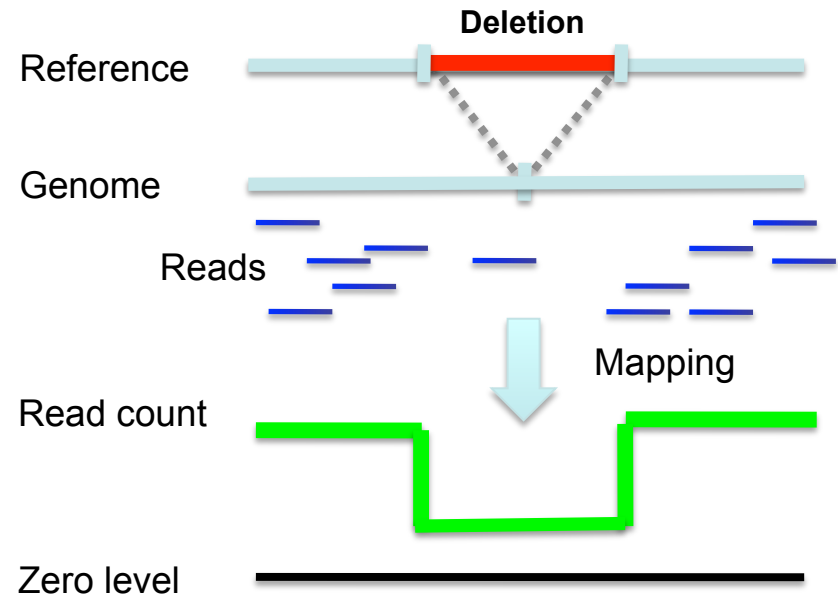 Deletion
Reference
Genome
Reads
Mapping
Read count
Zero level